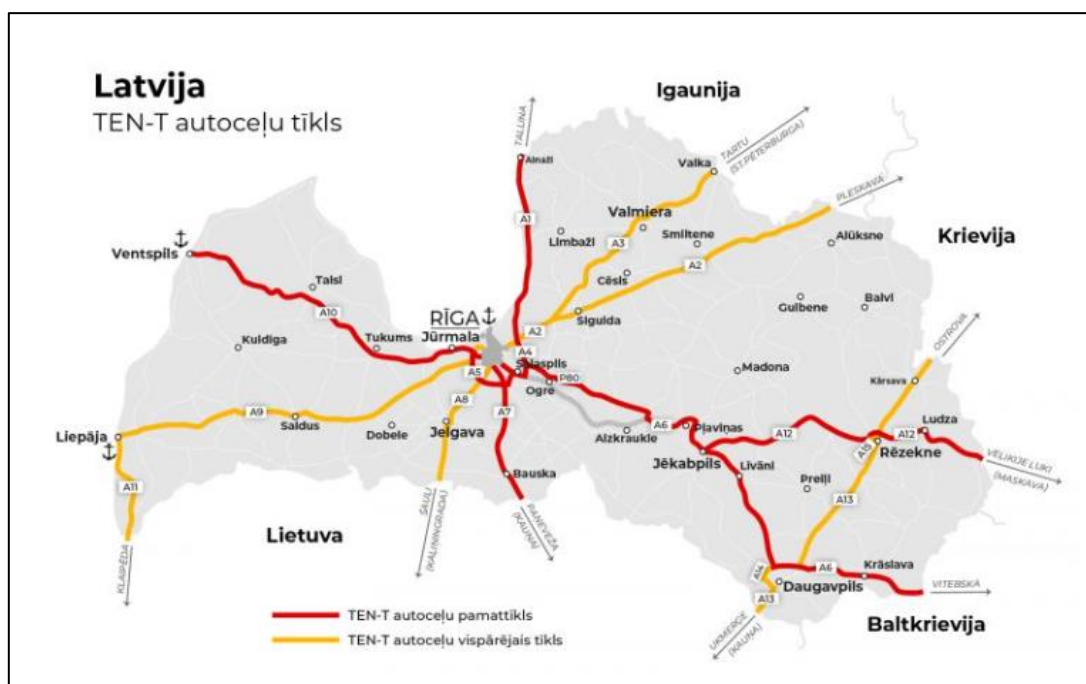 Latvija
TEN-T autoceļu tīkls
Igaunija
TALLINA
Ainaži
TARTU
(ST.PĒTERBURGA)
Valka
PLESKAVA
A1
Valmiera
Limbaži
A3
Smiltene
Alūksne
Krievija
Ventspils
A2
Cēsis
Talsi
Gulbene
Balvi
A10
RĪGA
Sigulda
OSTROVA
Jūrmala
A2
Kuldīga
Tukums
A4
A5
Salaspils
P80
Madona
Kārsava
Ogre
A8
A7
A9
Saldus
Dobele
Jelgava
Aizkraukle
A6
Pļaviņas
A12
A12
Ludza
Liepāja
Jēkabpils
A15
Rēzekne
VELIKIJE LUKI
(MASKAVA)
Bauska
Līvāni
Preiļi
A11
A13
Lietuva
ŠAUĻI
(KAĻIŅINGRADA)
PAŅEVEŽA
(KAUŅA)
KLAIPĒDA
A14
A6
Krāslava
Daugavpils
VITEBSKA
A13
TEN-T autoceļu pamattīkls
UKMERĢE
(KAUŅA)
Baltkrievija
TEN-T autoceļu vispārējais tīkls